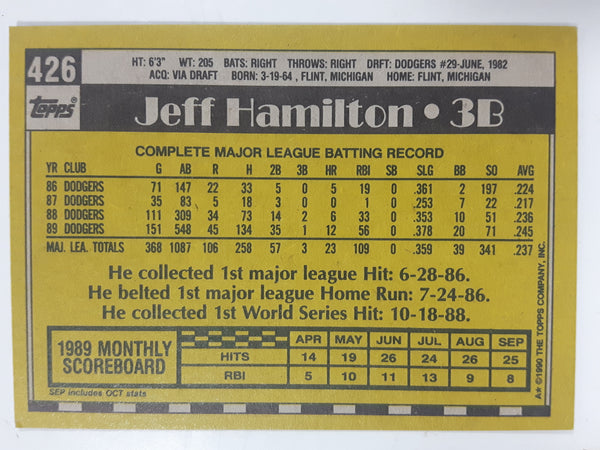 426
HT: 6'3" WT: 205 BATS: RIGHT THROWS: RIGHT DRFT: DODGERS #29-JUNE, 1982
ACQ: VIA DRAFT BORN: 3-19-64, FLINT, MICHIGAN HOME: FLINT, MICHIGAN
Topps®
Jeff Hamilton • 3B
COMPLETE MAJOR LEAGUE BATTING RECORD
YR CLUB G AB R H 2B 3B HR RBI SB SLG BB SO AVG
86 DODGERS 71 147 22 33 5 0 5 19 0 .361 2 197 .224
87 DODGERS 35 83 5 18 3 0 0 1 0 .253 7 22 .217
88 DODGERS 111 309 34 73 14 2 6 33 0 .353 10 51 .236
89 DODGERS 151 548 45 134 35 1 12 56 0 .378 20 71 .245
MAJ. LEA. TOTALS 368 1087 106 258 57 3 23 109 0 .359 39 341 .237
He collected 1st major league Hit: 6-28-86.
He belted 1st major league Home Run: 7-24-86.
He collected 1st World Series Hit: 10-18-88.
1989 MONTHLY SCOREBOARD
APR MAY JUN JUL AUG SEP
HITS 14 19 26 24 26 25
RBI 5 10 11 13 9 8
SEP includes OCT stats
A★ ©1990 THE TOPPS COMPANY, INC.